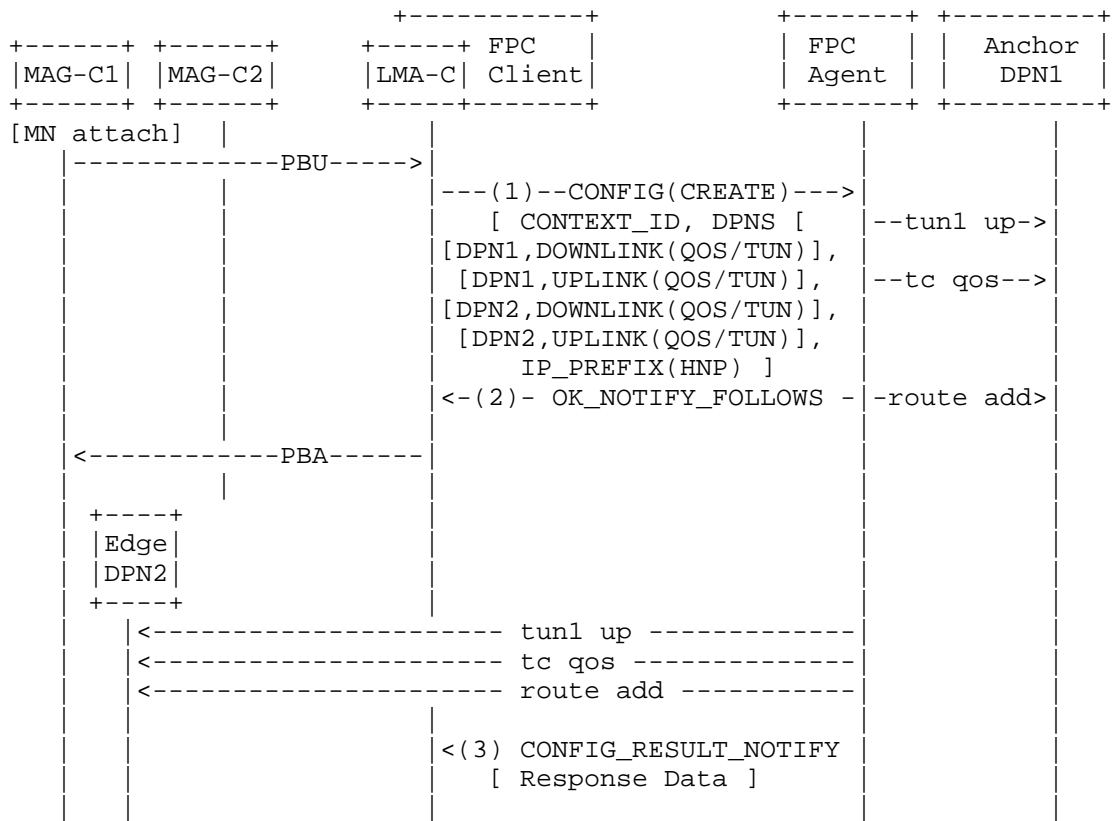 +-----------+             +-------+ +---------+
+------+ +------+     +-----+ FPC   |             | FPC   | |  Anchor |
|MAG-C1| |MAG-C2|     |LMA-C| Client|             | Agent | |   DPN1  |
+------+ +------+     +-----+-------+             +-------+ +---------+
[MN attach]  |            |                           |           |
   |-------------PBU----->|                           |           |
   |         |            |---(1)--CONFIG(CREATE)--->|           |
   |         |            |   [ CONTEXT_ID, DPNS [   |--tun1 up->|
   |         |            |[DPN1,DOWNLINK(QOS/TUN)], |           |
   |         |            | [DPN1,UPLINK(QOS/TUN)],  |--tc qos-->|
   |         |            |[DPN2,DOWNLINK(QOS/TUN)], |           |
   |         |            | [DPN2,UPLINK(QOS/TUN)],  |           |
   |         |            |     IP_PREFIX(HNP) ]     |           |
   |         |            |<-(2)- OK_NOTIFY_FOLLOWS -|-route add>|
   |         |            |                          |           |
   |<------------PBA------|                          |           |
   |         |            |                          |           |
   | +----+               |                          |           |
   | |Edge|               |                          |           |
   | |DPN2|               |                          |           |
   | +----+               |                          |           |
   |   |<---------------------- tun1 up -------------|           |
   |   |<---------------------- tc qos --------------|           |
   |   |<---------------------- route add -----------|           |
   |   |                  |                          |           |
   |   |                  |<(3) CONFIG_RESULT_NOTIFY |           |
   |   |                  |   [ Response Data ]      |           |
   |   |                  |                          |           |